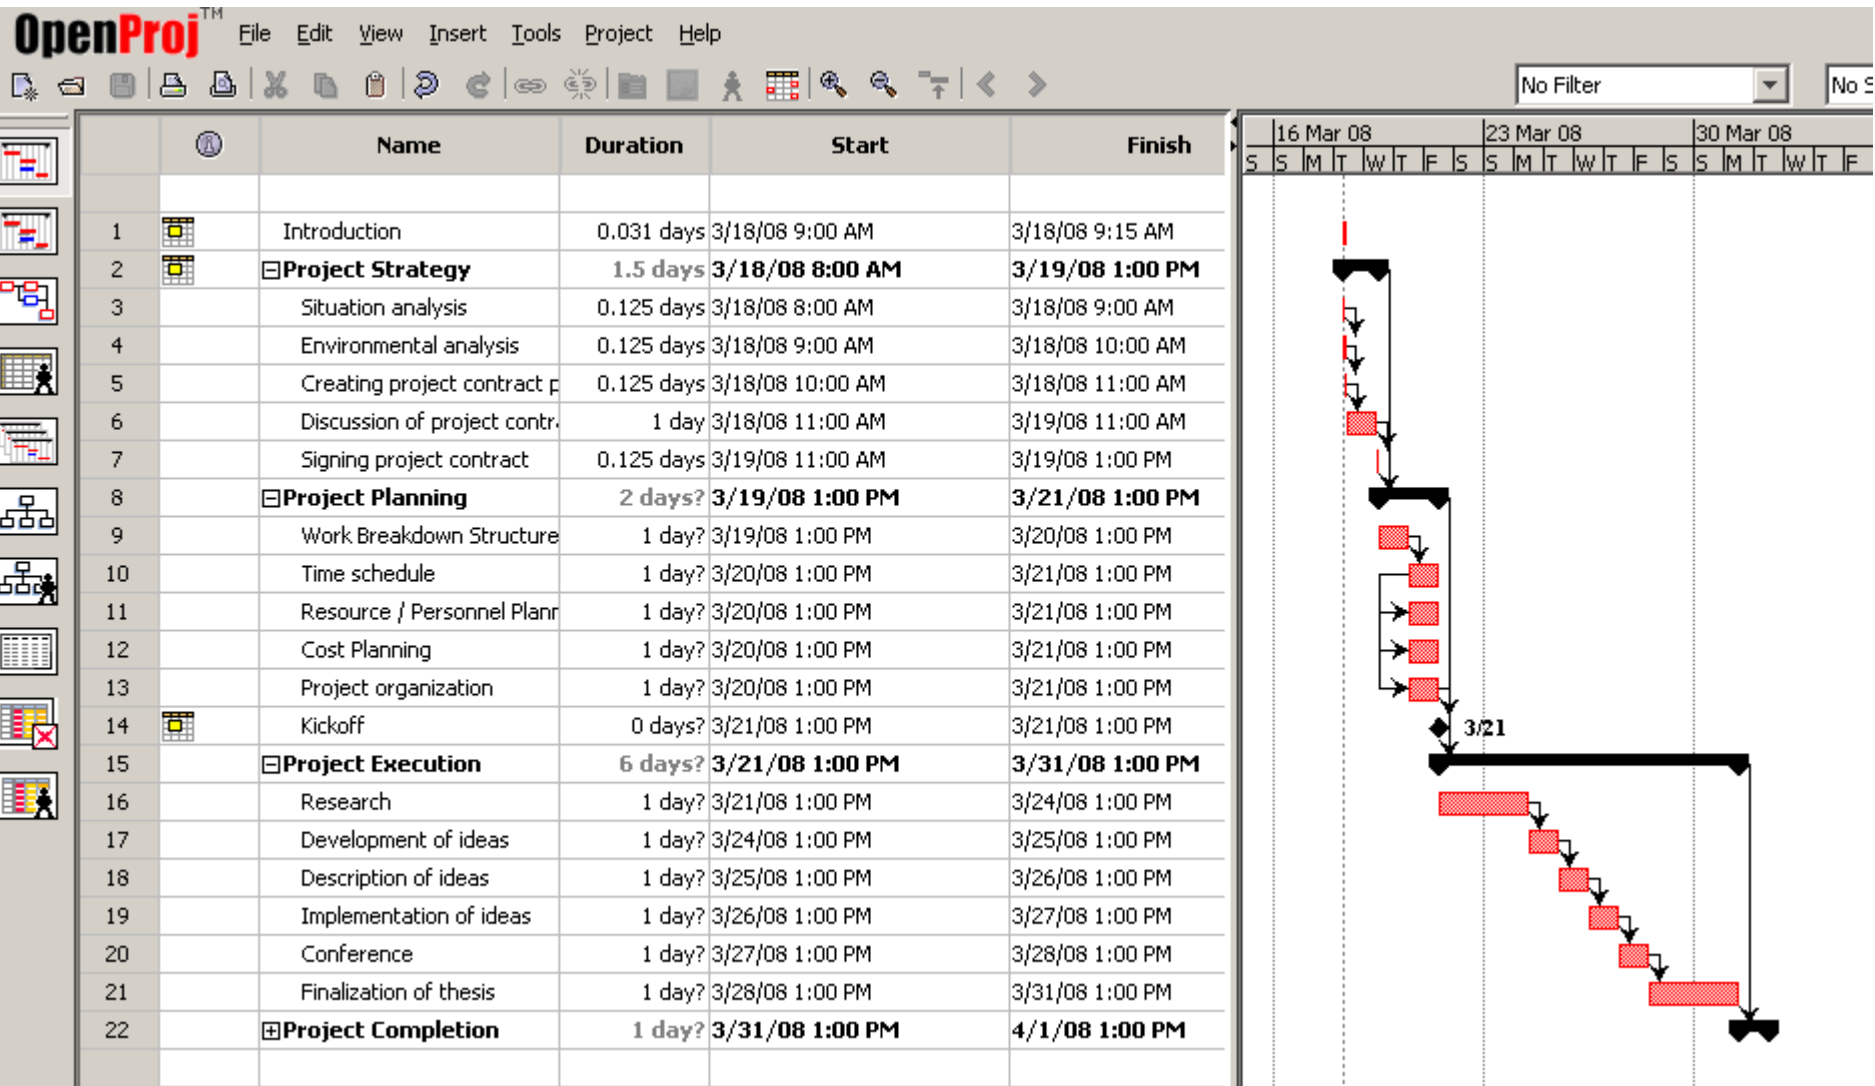 OpenProj™ File Edit View Insert Tools Project Help
No Filter No S
Name Duration Start Finish 16 Mar 08 23 Mar 08 30 Mar 08
S S M T W T F S S M T W T F S S M T W T F
1 Introduction 0.031 days 3/18/08 9:00 AM 3/18/08 9:15 AM
2 Project Strategy 1.5 days 3/18/08 8:00 AM 3/19/08 1:00 PM
3 Situation analysis 0.125 days 3/18/08 8:00 AM 3/18/08 9:00 AM
4 Environmental analysis 0.125 days 3/18/08 9:00 AM 3/18/08 10:00 AM
5 Creating project contract p 0.125 days 3/18/08 10:00 AM 3/18/08 11:00 AM
6 Discussion of project contr 1 day 3/18/08 11:00 AM 3/19/08 11:00 AM
7 Signing project contract 0.125 days 3/19/08 11:00 AM 3/19/08 1:00 PM
8 Project Planning 2 days? 3/19/08 1:00 PM 3/21/08 1:00 PM
9 Work Breakdown Structure 1 day? 3/19/08 1:00 PM 3/20/08 1:00 PM
10 Time schedule 1 day? 3/20/08 1:00 PM 3/21/08 1:00 PM
11 Resource / Personnel Plann 1 day? 3/20/08 1:00 PM 3/21/08 1:00 PM
12 Cost Planning 1 day? 3/20/08 1:00 PM 3/21/08 1:00 PM
13 Project organization 1 day? 3/20/08 1:00 PM 3/21/08 1:00 PM
14 Kickoff 0 days? 3/21/08 1:00 PM 3/21/08 1:00 PM 3/21
15 Project Execution 6 days? 3/21/08 1:00 PM 3/31/08 1:00 PM
16 Research 1 day? 3/21/08 1:00 PM 3/24/08 1:00 PM
17 Development of ideas 1 day? 3/24/08 1:00 PM 3/25/08 1:00 PM
18 Description of ideas 1 day? 3/25/08 1:00 PM 3/26/08 1:00 PM
19 Implementation of ideas 1 day? 3/26/08 1:00 PM 3/27/08 1:00 PM
20 Conference 1 day? 3/27/08 1:00 PM 3/28/08 1:00 PM
21 Finalization of thesis 1 day? 3/28/08 1:00 PM 3/31/08 1:00 PM
22 Project Completion 1 day? 3/31/08 1:00 PM 4/1/08 1:00 PM